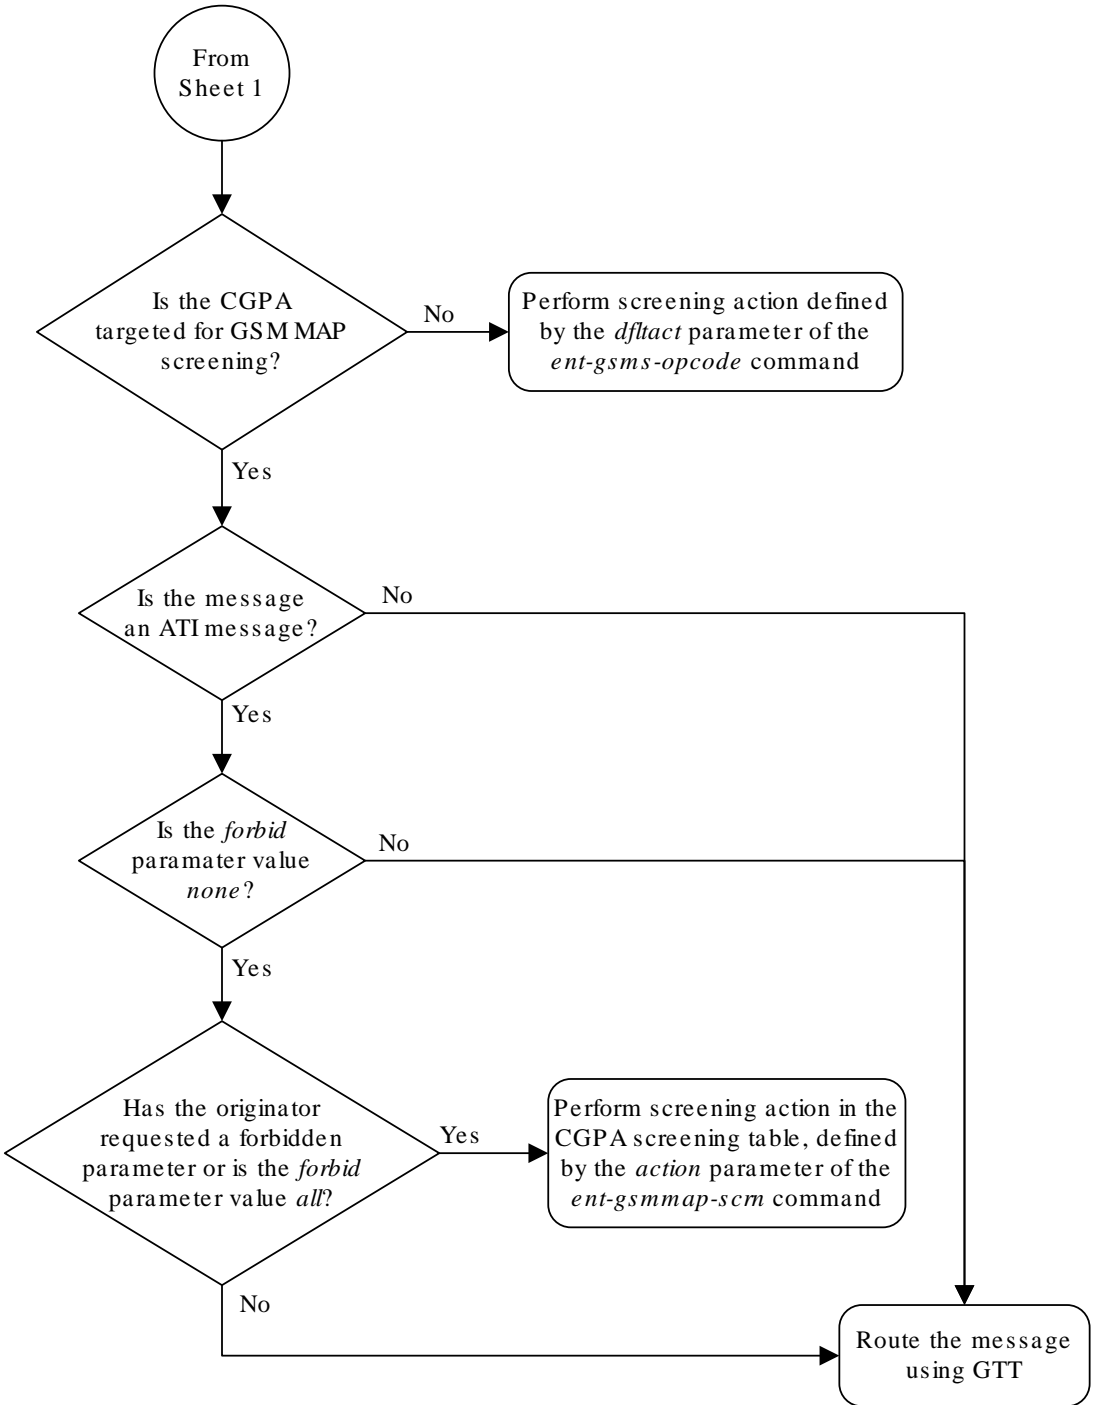 From
Sheet 1
Is the CGPA
targeted for GSM MAP
screening?
No
Perform screening action defined
by the dfltact parameter of the
ent-gsms-opcode command
Yes
Is the message
an ATI message?
No
Yes
Is the forbid
paramater value
none?
No
Yes
Has the originator
requested a forbidden
parameter or is the forbid
parameter value all?
Yes
Perform screening action in the
CGPA screening table, defined
by the action parameter of the
ent-gsmmap-scrn command
No
Route the message
using GTT